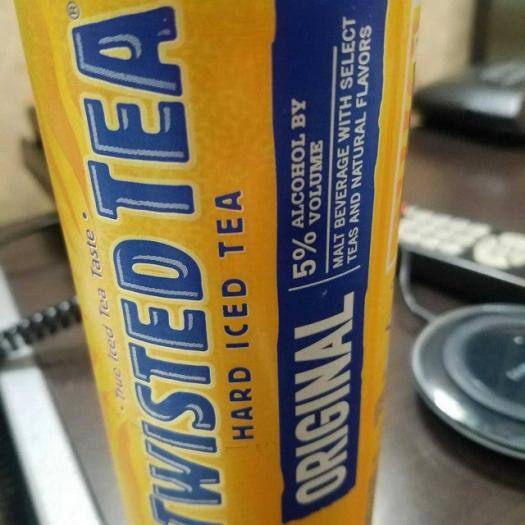 • True Iced Tea Taste •
TWISTED TEA®
HARD ICED TEA
ORIGINAL
5% ALCOHOL BY
VOLUME
MALT BEVERAGE WITH SELECT
TEAS AND NATURAL FLAVORS